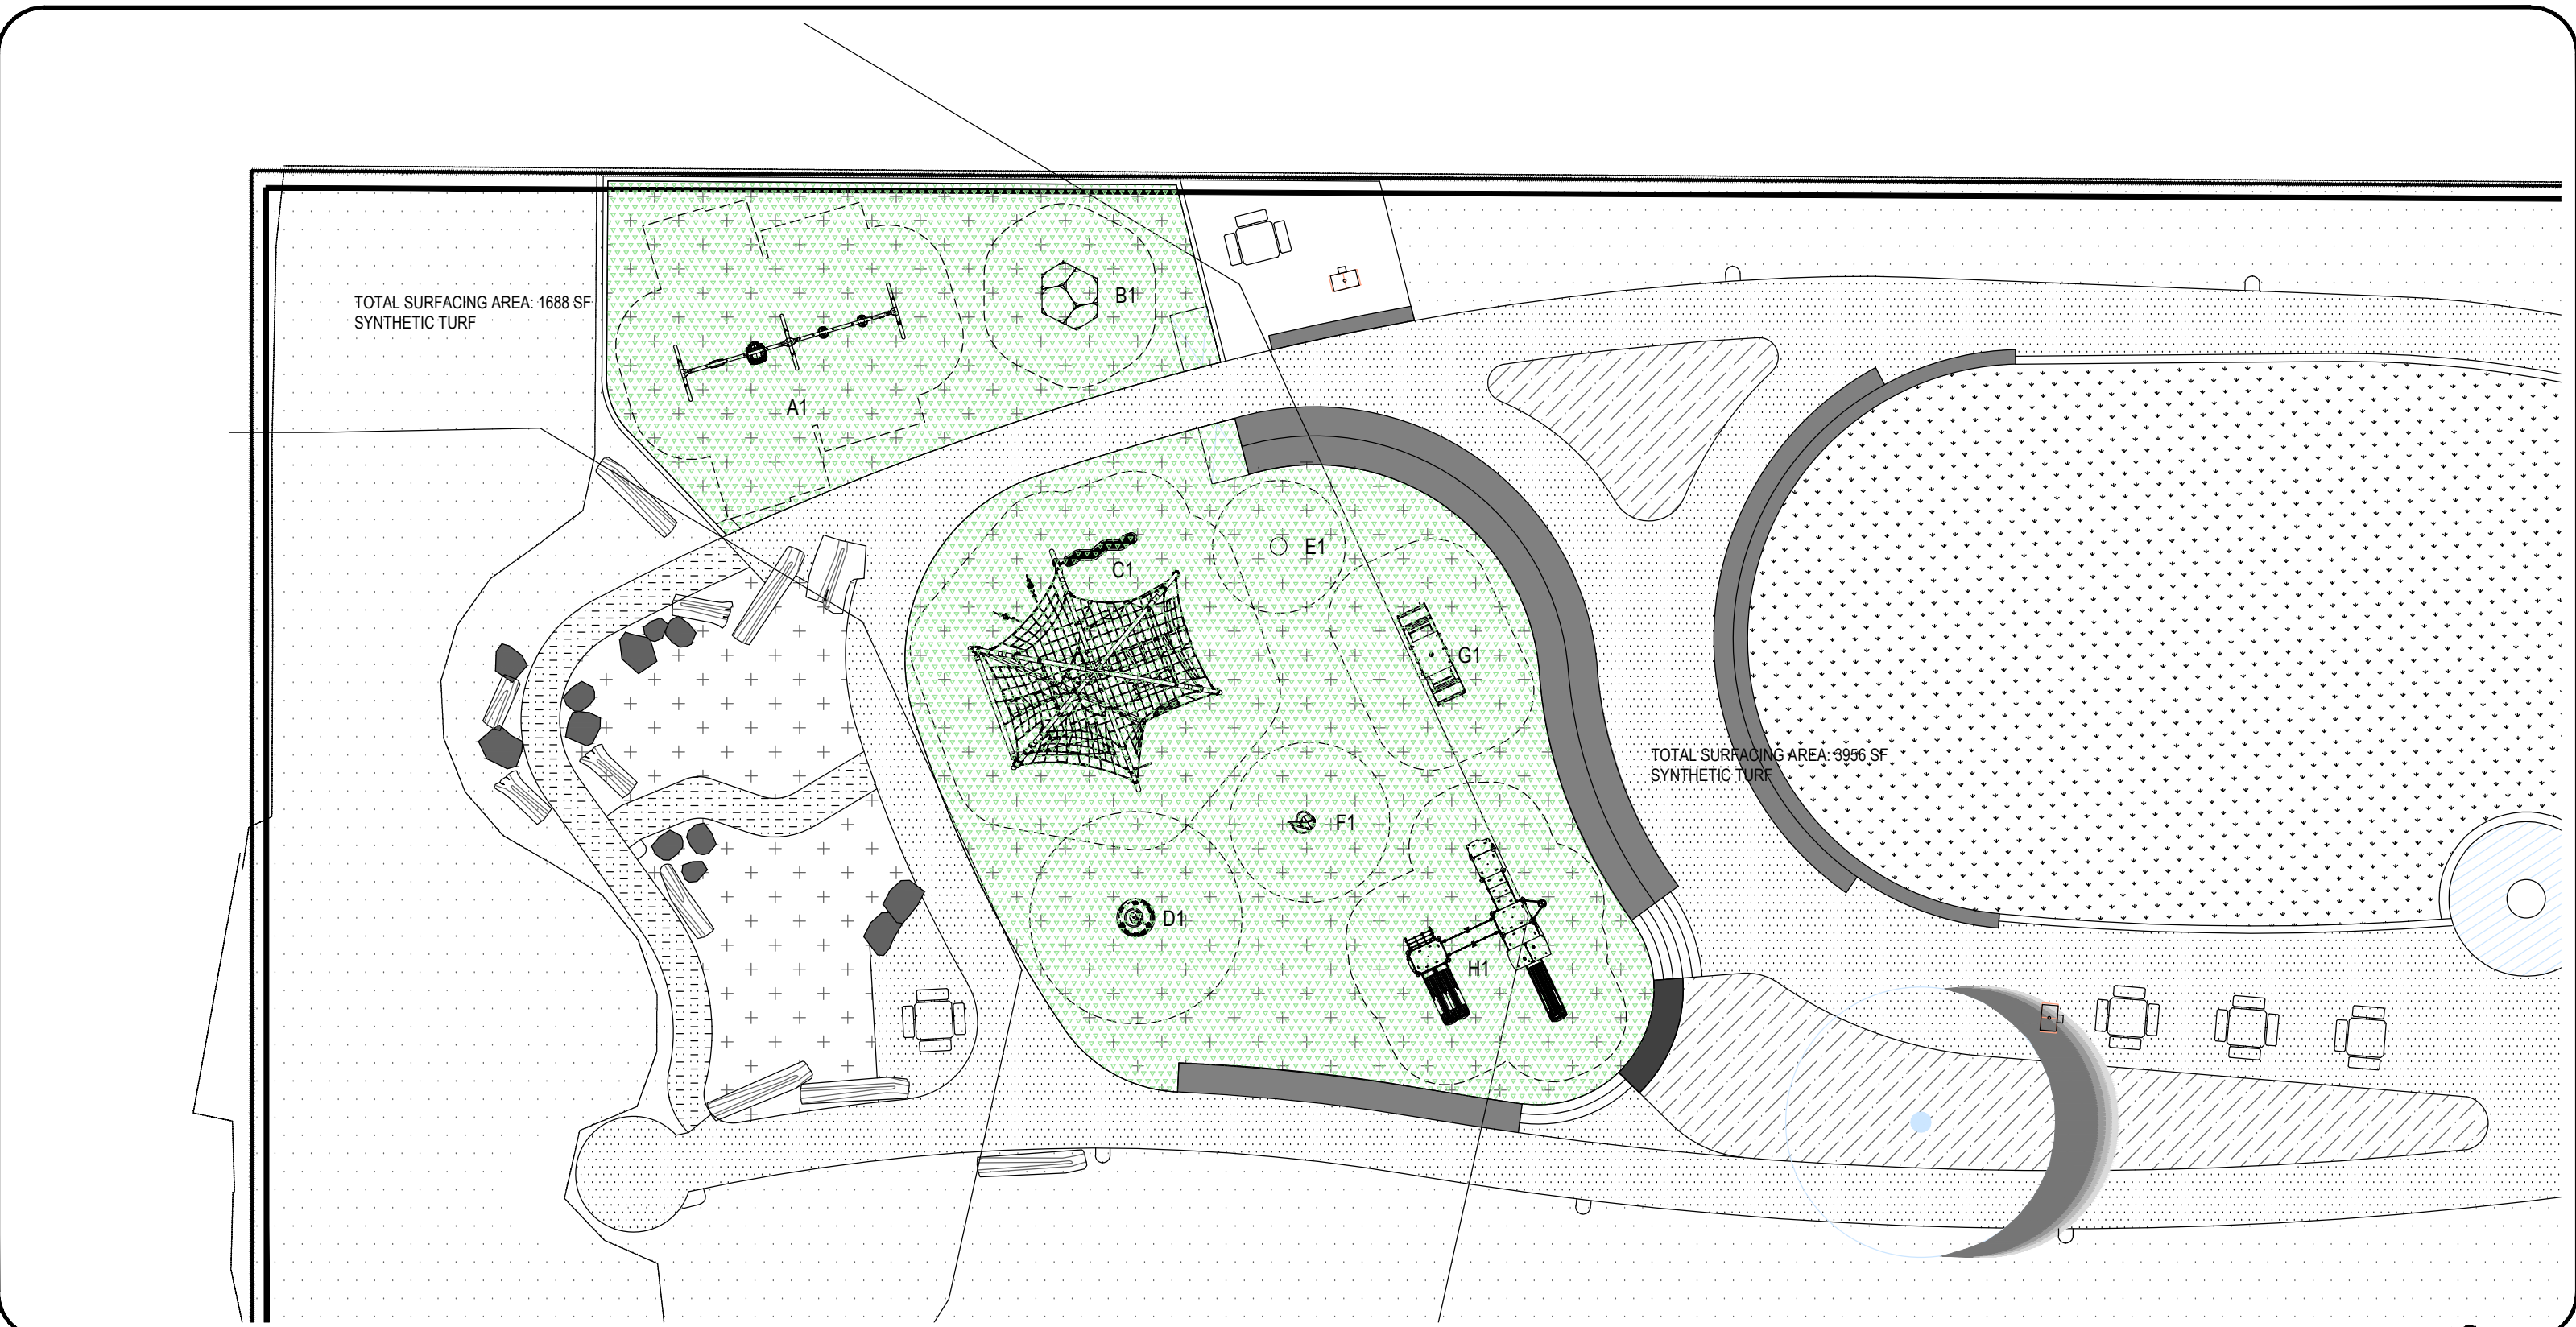 TOTAL SURFACING AREA: 1688 SF
SYNTHETIC TURF
B1
A1
E1
C1
G1
TOTAL SURFACING AREA: 3956 SF
SYNTHETIC TURF
F1
D1
H1